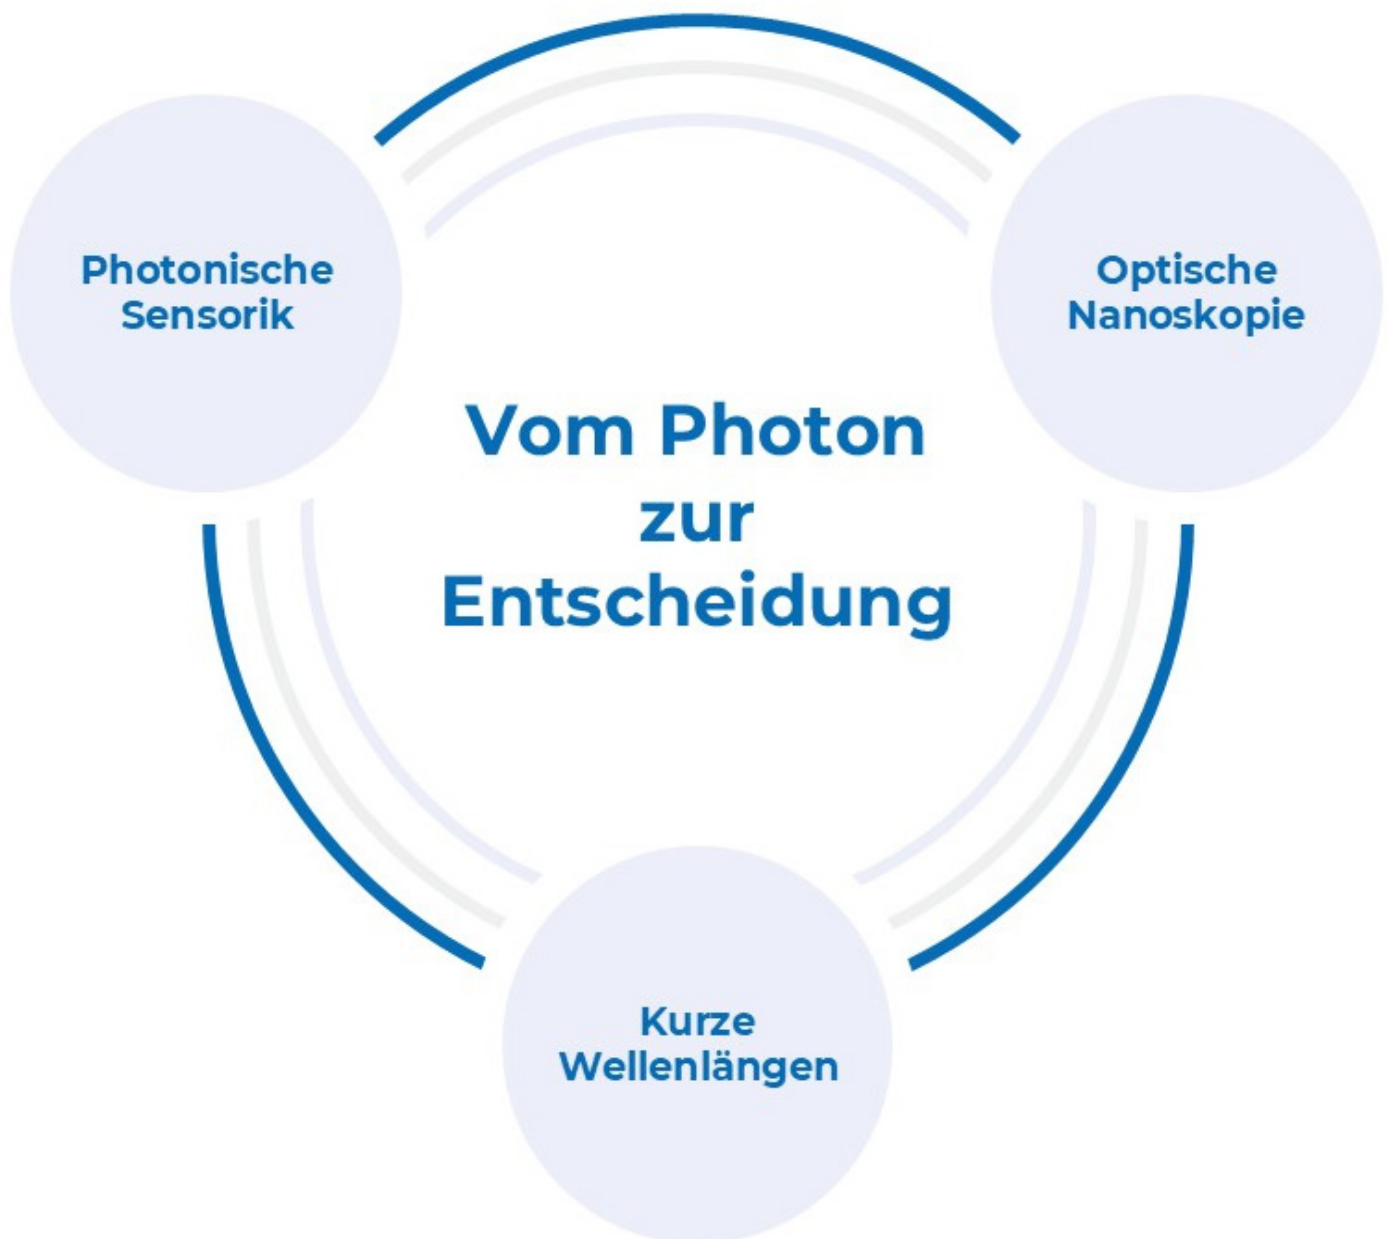 Photonische
Sensorik
Optische
Nanoskopie
Vom Photon
zur
Entscheidung
Kurze
Wellenlängen